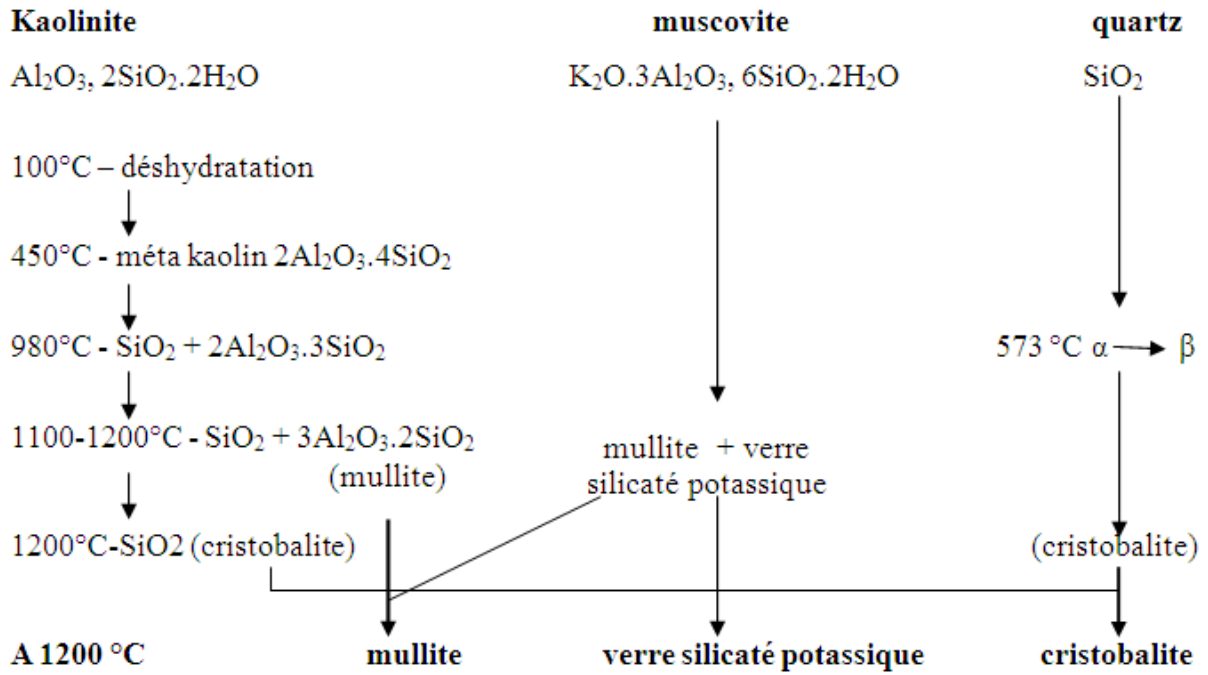 Kaolinite muscovite quartz
Al₂O₃, 2SiO₂.2H₂O K₂O.3Al₂O₃, 6SiO₂.2H₂O SiO₂
100°C – déshydratation
450°C - méta kaolin 2Al₂O₃.4SiO₂
980°C - SiO₂ + 2Al₂O₃.3SiO₂ 573 °C α β
1100-1200°C - SiO₂ + 3Al₂O₃.2SiO₂
(mullite)
mullite + verre
silicaté potassique
1200°C-SiO2 (cristobalite) (cristobalite)
A 1200 °C mullite verre silicaté potassique cristobalite